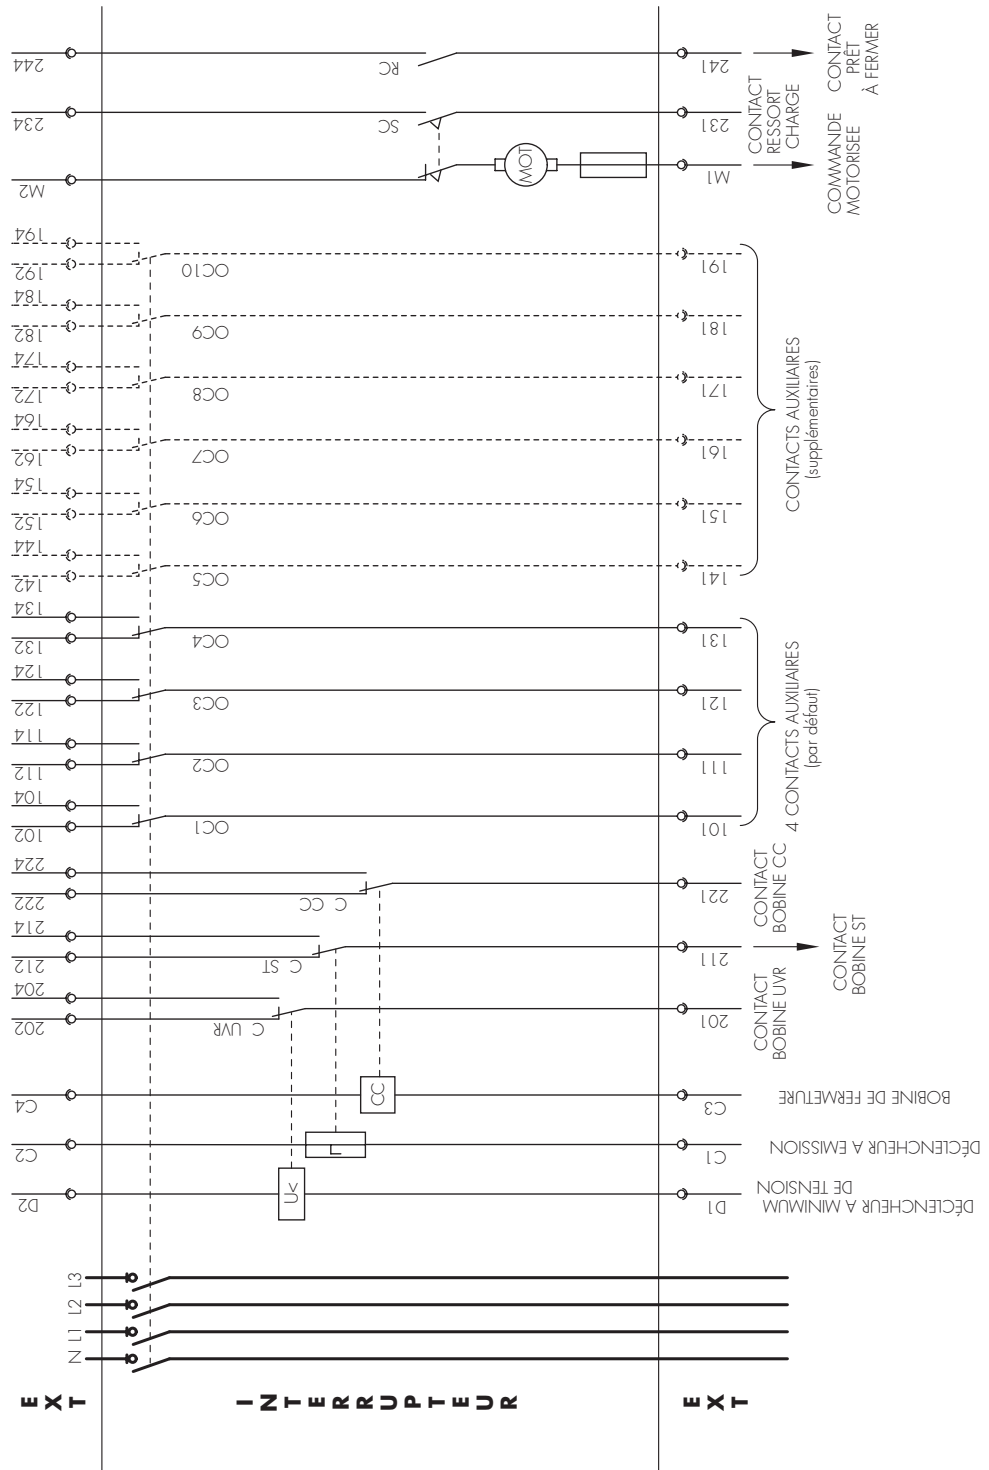 244
RC
241
CONTACT
PRÊT
À FERMER
234
SC
231
CONTACT
RESSORT
CHARGE
M2
MOT
M1
COMMANDE
MOTORISEE
194
192
OC10
191
184
182
OC9
181
174
172
OC8
171
164
162
OC7
161
154
152
OC6
151
144
142
OC5
141
CONTACTS AUXILIAIRES
(supplémentaires)
134
132
OC4
131
124
122
OC3
121
114
112
OC2
111
104
102
OC1
101
4 CONTACTS AUXILIAIRES
(par défaut)
224
222
C CC
221
CONTACT
BOBINE CC
214
212
C ST
211
CONTACT
BOBINE ST
204
202
C UVR
201
CONTACT
BOBINE UVR
C4
CC
C3
BOBINE DE FERMETURE
C2
C1
DÉCLENCHEUR A EMISSION
D2
U>
D1
DÉCLENCHEUR A MINIMUM
DE TENSION
L3
L2
L1
N
EXT
INTERRUPTEUR
EXT